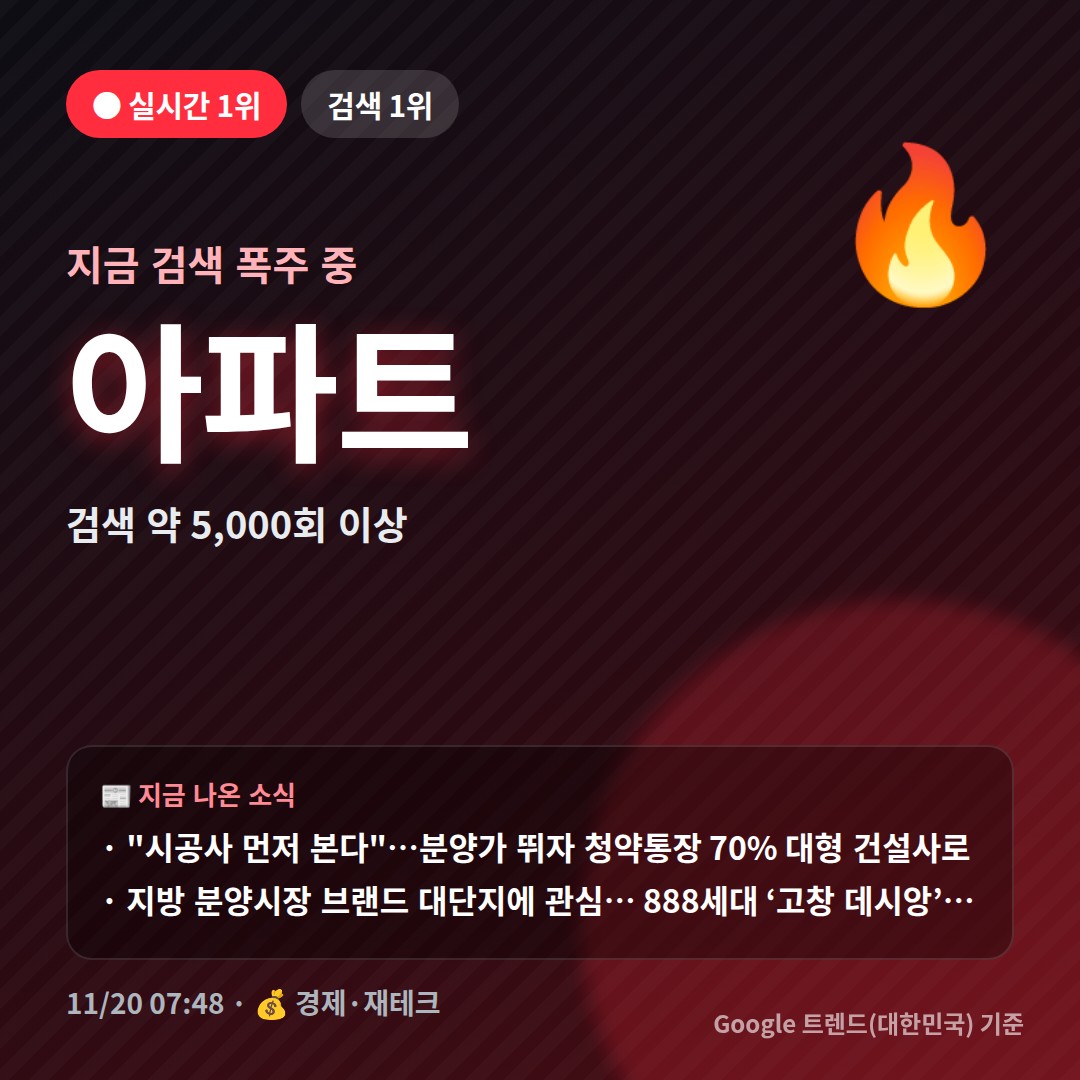 실시간 1위
검색 1위
지금 검색 폭주 중
아파트
검색 약 5,000회 이상
📰 지금 나온 소식
· "시공사 먼저 본다"…분양가 뛰자 청약통장 70% 대형 건설사로
· 지방 분양시장 브랜드 대단지에 관심… 888세대 ‘고창 데시앙’…
11/20 07:48 · 💰 경제·재테크
Google 트렌드(대한민국) 기준